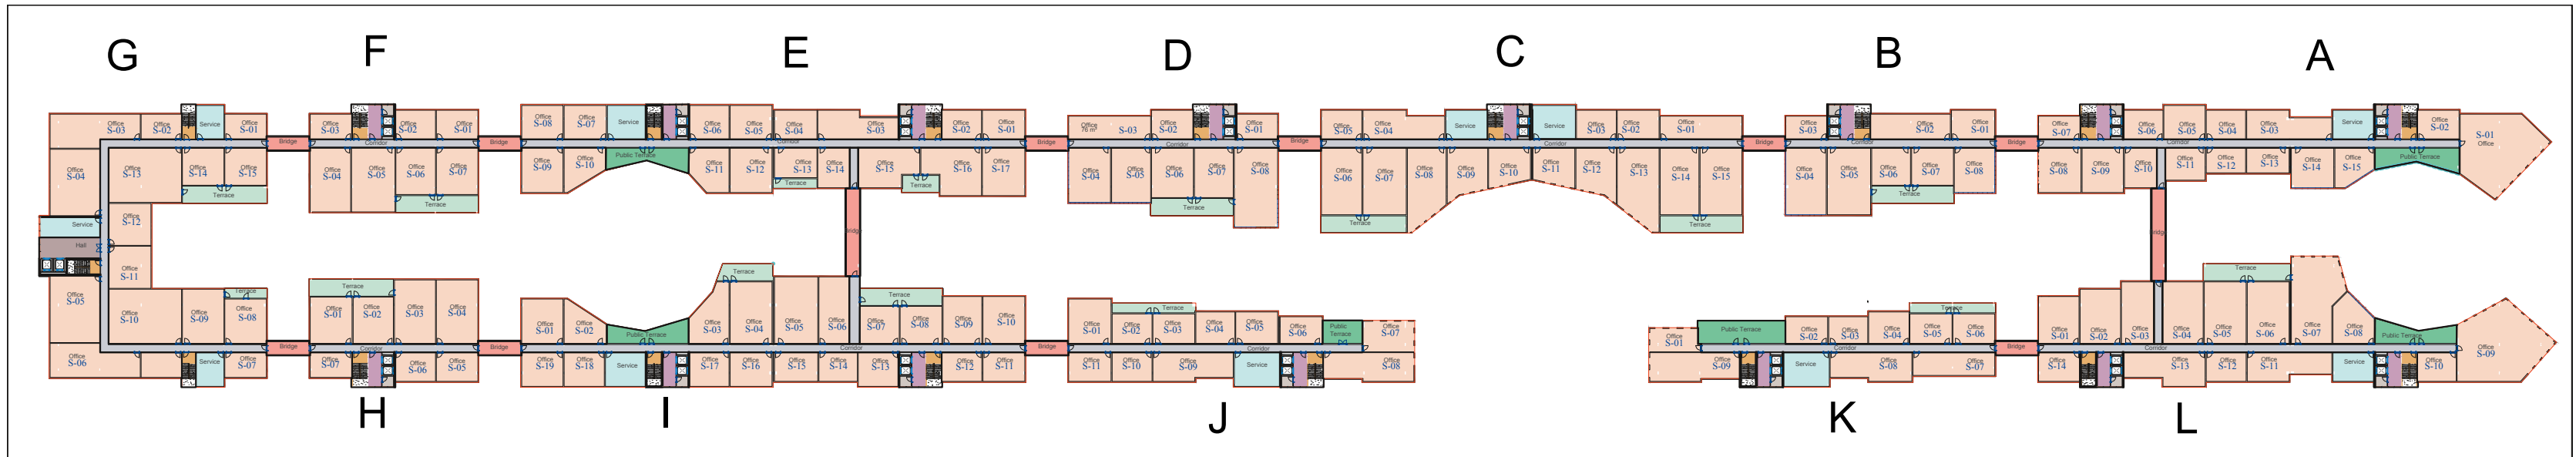 G
F
E
D
C
B
A
Office
S-03
Office
S-02
Service
Office
S-01
Bridge
Office
S-04
Office
S-13
Office
S-14
Office
S-15
Terrace
Office
S-12
Service
Hall
Office
S-11
Office
S-05
Office
S-10
Office
S-09
Terrace
Office
S-08
Office
S-06
Service
Office
S-07
Bridge
Office
S-03
Office
S-02
Office
S-01
Corridor
Bridge
Office
S-04
Office
S-05
Office
S-06
Office
S-07
Terrace
Office
S-08
Office
S-07
Service
Office
S-06
Office
S-05
Office
S-04
Office
S-03
Office
S-02
Office
S-01
Corridor
Bridge
Office
S-09
Office
S-10
Public Terrace
Office
S-11
Office
S-12
Office
S-13
Terrace
Office
S-14
Office
S-15
Terrace
Office
S-16
Office
S-17
Office
76 m²
S-03
Office
S-02
Office
S-01
Corridor
Bridge
Office
S-04
Office
S-05
Office
S-06
Office
S-07
Office
S-08
Terrace
Office
S-05
Office
S-04
Service
Service
Office
S-03
Office
S-02
Office
S-01
Corridor
Bridge
Office
S-06
Office
S-07
Office
S-08
Office
S-09
Office
S-10
Office
S-11
Office
S-12
Office
S-13
Office
S-14
Office
S-15
Terrace
Terrace
Office
S-03
Office
S-02
Office
S-01
Corridor
Bridge
Office
S-04
Office
S-05
Office
S-06
Office
S-07
Office
S-08
Terrace
Office
S-07
Office
S-06
Office
S-05
Office
S-04
Office
S-03
Service
Office
S-02
S-01
Office
Corridor
Office
S-08
Office
S-09
Office
S-10
Office
S-11
Office
S-12
Office
S-13
Office
S-14
Office
S-15
Public Terrace
Terrace
Office
S-01
Office
S-02
Office
S-03
Office
S-04
Corridor
Bridge
Office
S-07
Office
S-06
Office
S-05
Terrace
Office
S-01
Office
S-02
Public Terrace
Office
S-03
Office
S-04
Office
S-05
Office
S-06
Terrace
Office
S-07
Office
S-08
Office
S-09
Office
S-10
Corridor
Bridge
Office
S-19
Office
S-18
Service
Office
S-17
Office
S-16
Office
S-15
Office
S-14
Office
S-13
Office
S-12
Office
S-11
Office
S-01
Terrace
Office
S-02
Office
S-03
Office
S-04
Office
S-05
Office
S-06
Public
Terrace
Office
S-07
Corridor
Office
S-11
Office
S-10
Office
S-09
Service
Office
S-08
Office
S-01
Public Terrace
Office
S-02
Office
S-03
Office
S-04
Terrace
Office
S-05
Office
S-06
Corridor
Bridge
Office
S-09
Service
Office
S-08
Office
S-07
Office
S-01
Office
S-02
Office
S-03
Office
S-04
Terrace
Office
S-05
Office
S-06
Office
S-07
Office
S-08
Public Terrace
Office
S-09
Corridor
Office
S-14
Office
S-13
Office
S-12
Office
S-11
Service
Office
S-10
H
I
J
K
L